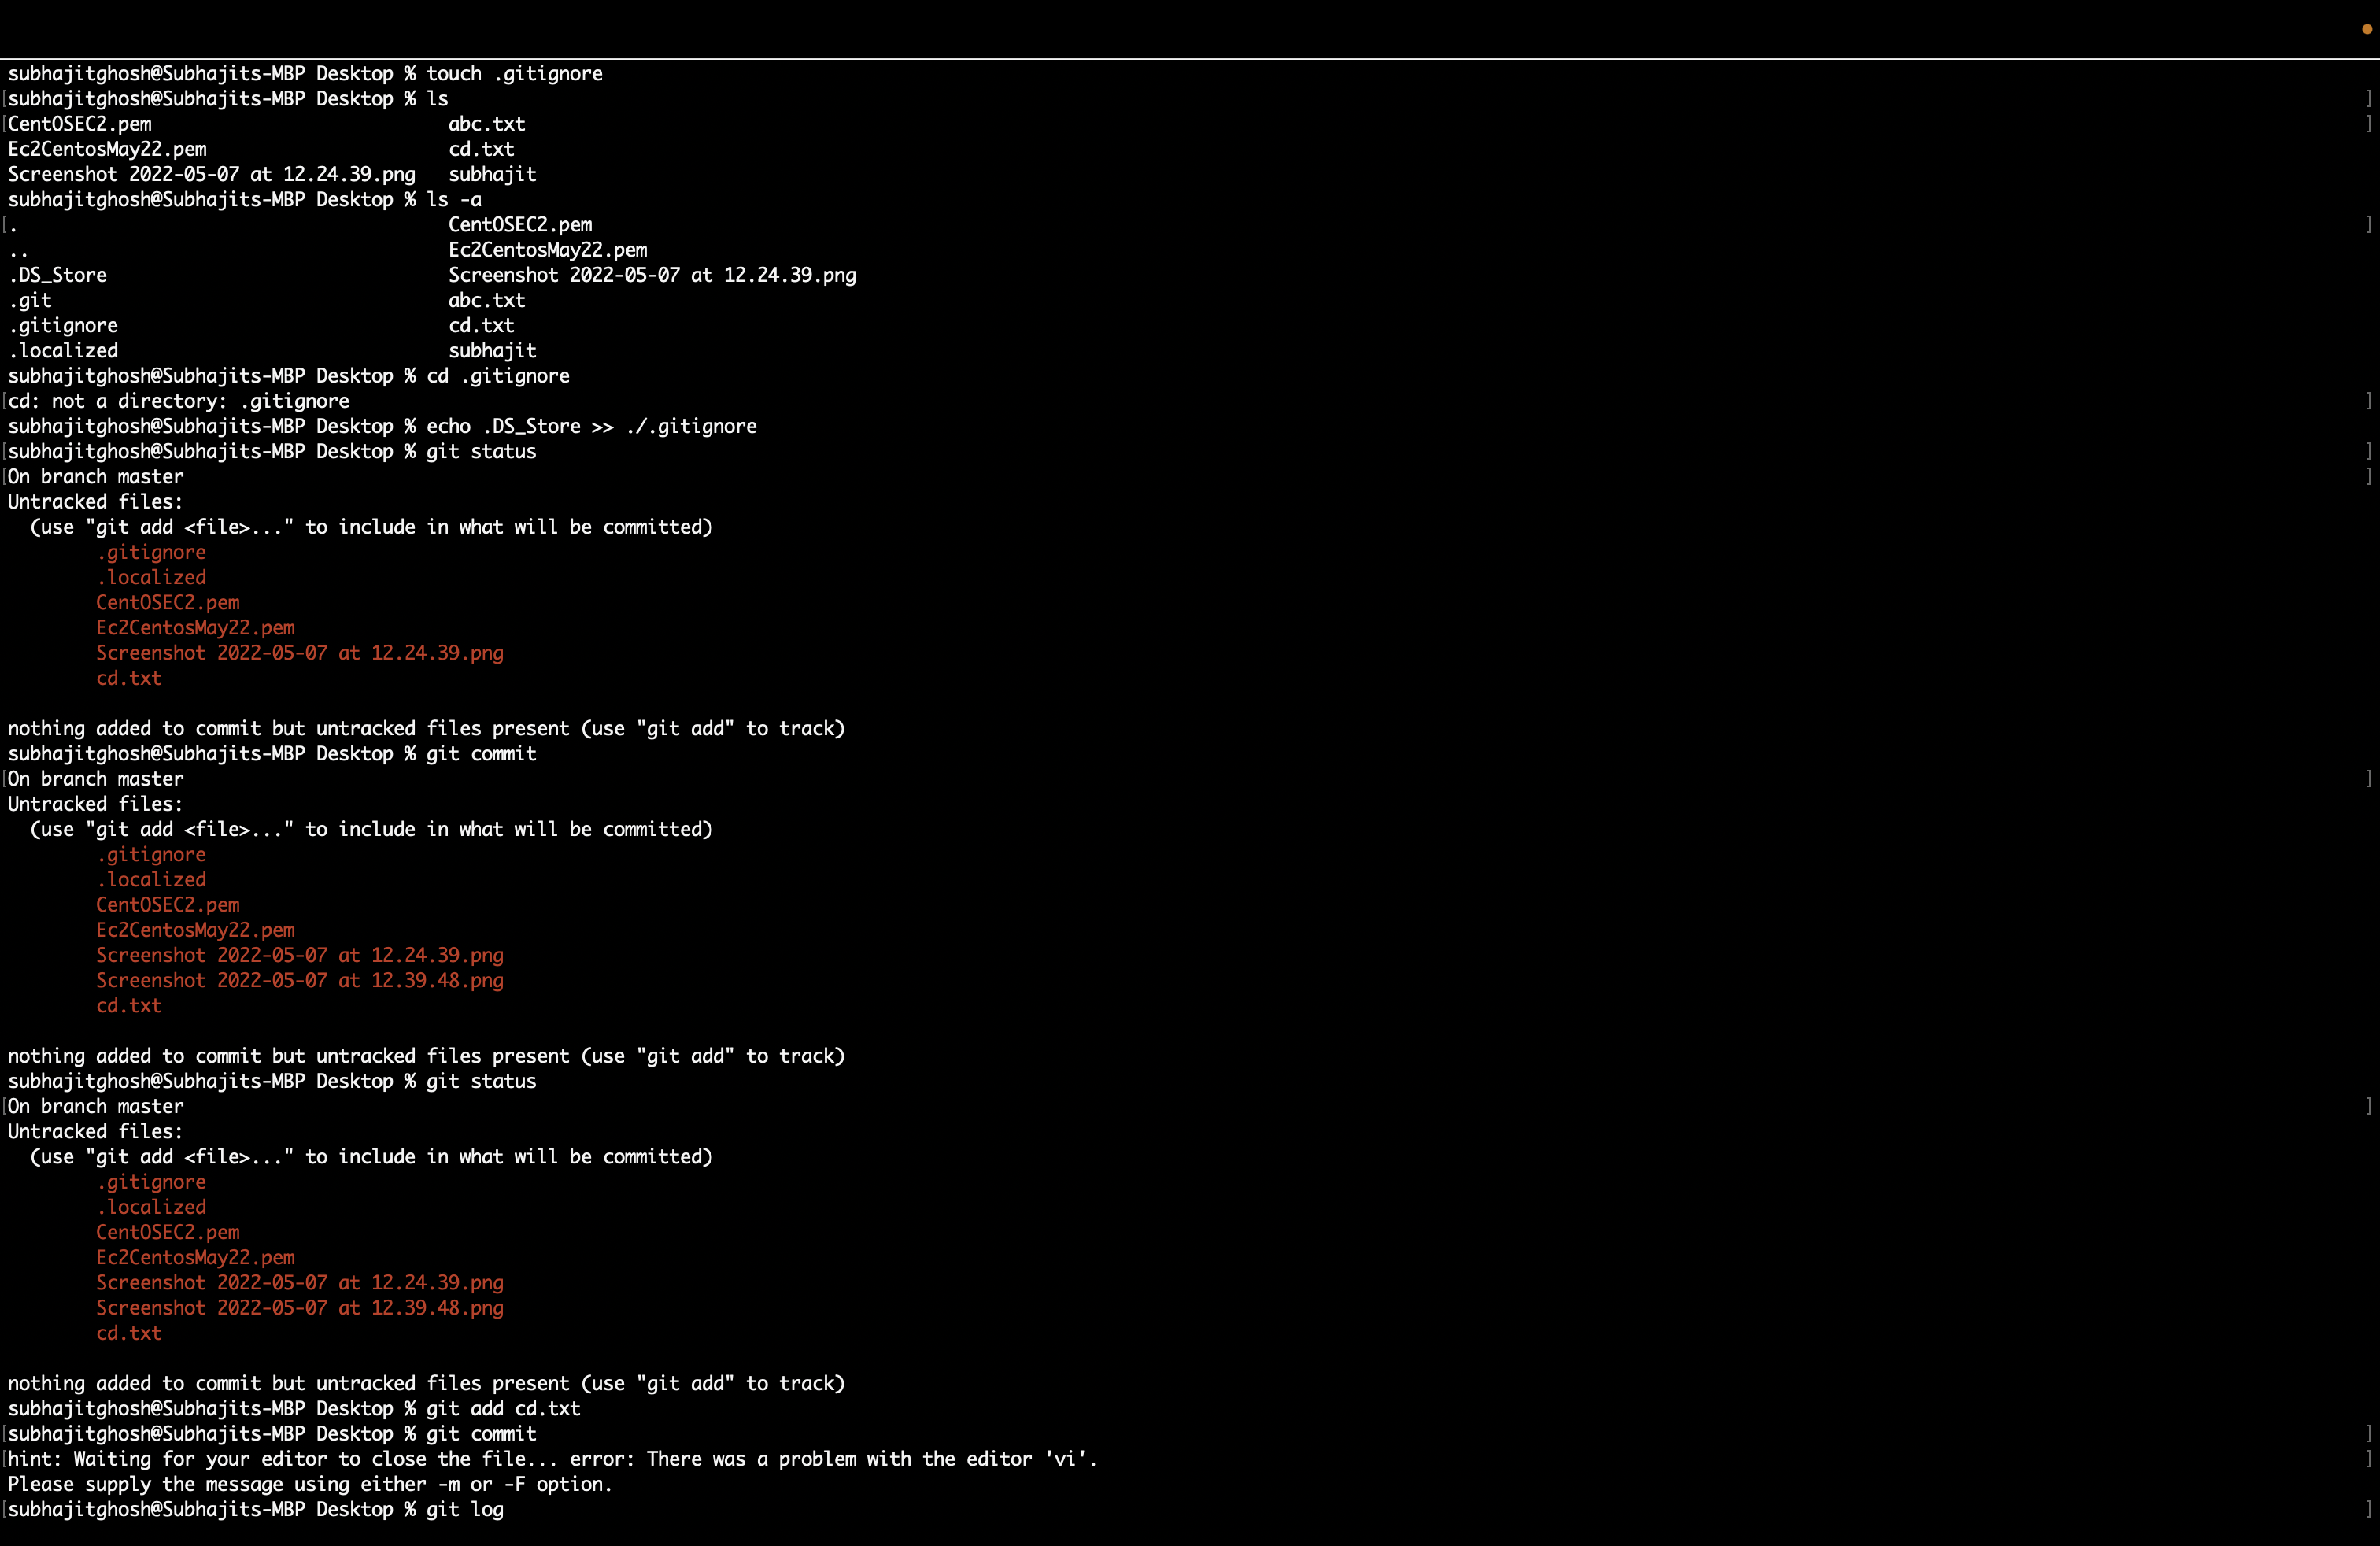 subhajitghosh@Subhajits-MBP Desktop % touch .gitignore
[subhajitghosh@Subhajits-MBP Desktop % ls ]
[CentOSEC2.pem abc.txt ]
Ec2CentosMay22.pem cd.txt
Screenshot 2022-05-07 at 12.24.39.png subhajit
subhajitghosh@Subhajits-MBP Desktop % ls -a
[. CentOSEC2.pem ]
.. Ec2CentosMay22.pem
.DS_Store Screenshot 2022-05-07 at 12.24.39.png
.git abc.txt
.gitignore cd.txt
.localized subhajit
subhajitghosh@Subhajits-MBP Desktop % cd .gitignore
[cd: not a directory: .gitignore ]
subhajitghosh@Subhajits-MBP Desktop % echo .DS_Store >> ./.gitignore
[subhajitghosh@Subhajits-MBP Desktop % git status ]
[On branch master ]
Untracked files:
(use "git add <file>..." to include in what will be committed)
.gitignore
.localized
CentOSEC2.pem
Ec2CentosMay22.pem
Screenshot 2022-05-07 at 12.24.39.png
cd.txt
nothing added to commit but untracked files present (use "git add" to track)
subhajitghosh@Subhajits-MBP Desktop % git commit
[On branch master ]
Untracked files:
(use "git add <file>..." to include in what will be committed)
.gitignore
.localized
CentOSEC2.pem
Ec2CentosMay22.pem
Screenshot 2022-05-07 at 12.24.39.png
Screenshot 2022-05-07 at 12.39.48.png
cd.txt
nothing added to commit but untracked files present (use "git add" to track)
subhajitghosh@Subhajits-MBP Desktop % git status
[On branch master ]
Untracked files:
(use "git add <file>..." to include in what will be committed)
.gitignore
.localized
CentOSEC2.pem
Ec2CentosMay22.pem
Screenshot 2022-05-07 at 12.24.39.png
Screenshot 2022-05-07 at 12.39.48.png
cd.txt
nothing added to commit but untracked files present (use "git add" to track)
subhajitghosh@Subhajits-MBP Desktop % git add cd.txt
[subhajitghosh@Subhajits-MBP Desktop % git commit ]
[hint: Waiting for your editor to close the file... error: There was a problem with the editor 'vi'. ]
Please supply the message using either -m or -F option.
[subhajitghosh@Subhajits-MBP Desktop % git log ]